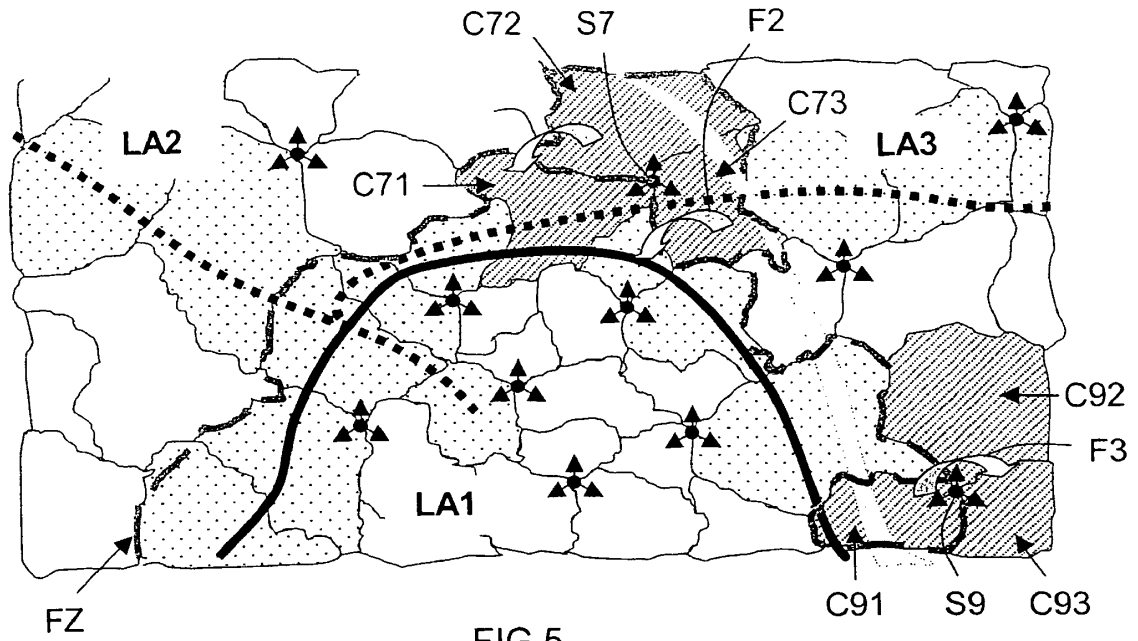 C72 S7 F2
C73
LA2 LA3
C71
C92
F3
LA1
FZ C91 S9 C93
FIG 5